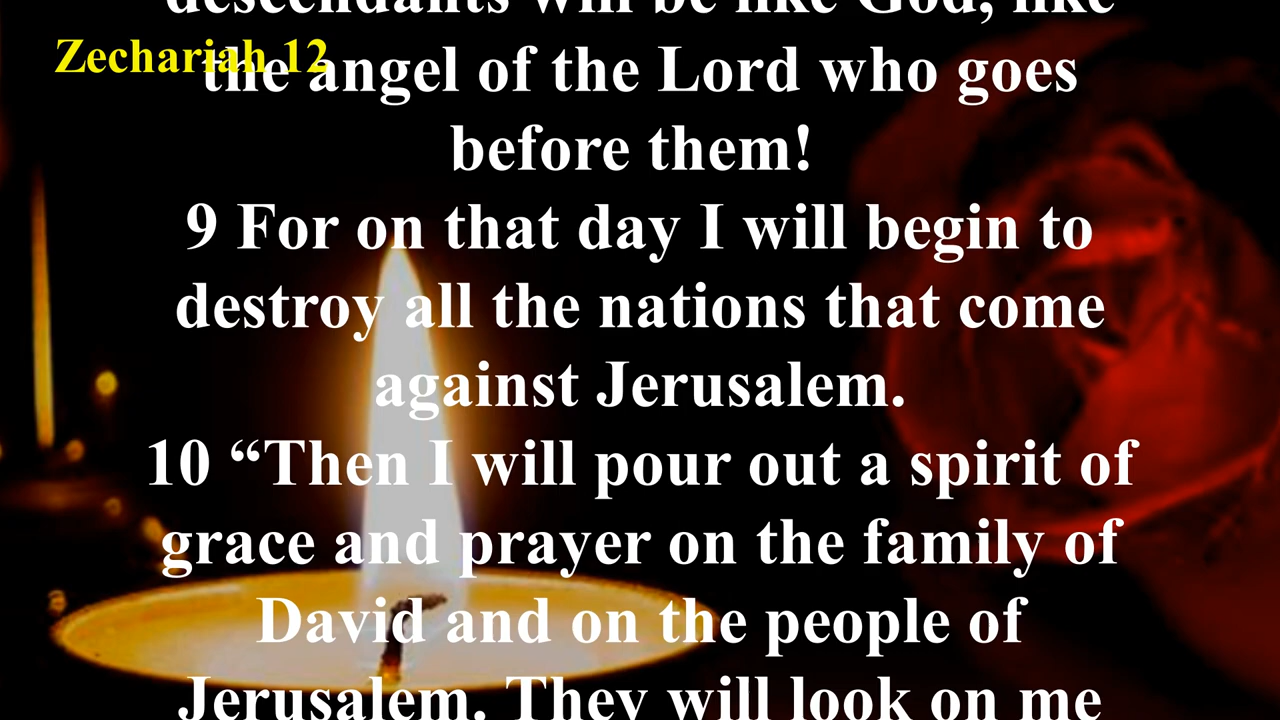 descendants will be like God, like
Zechariah 12
the angel of the Lord who goes
before them!
9 For on that day I will begin to
destroy all the nations that come
against Jerusalem.
10 “Then I will pour out a spirit of
grace and prayer on the family of
David and on the people of
Jerusalem. They will look on me